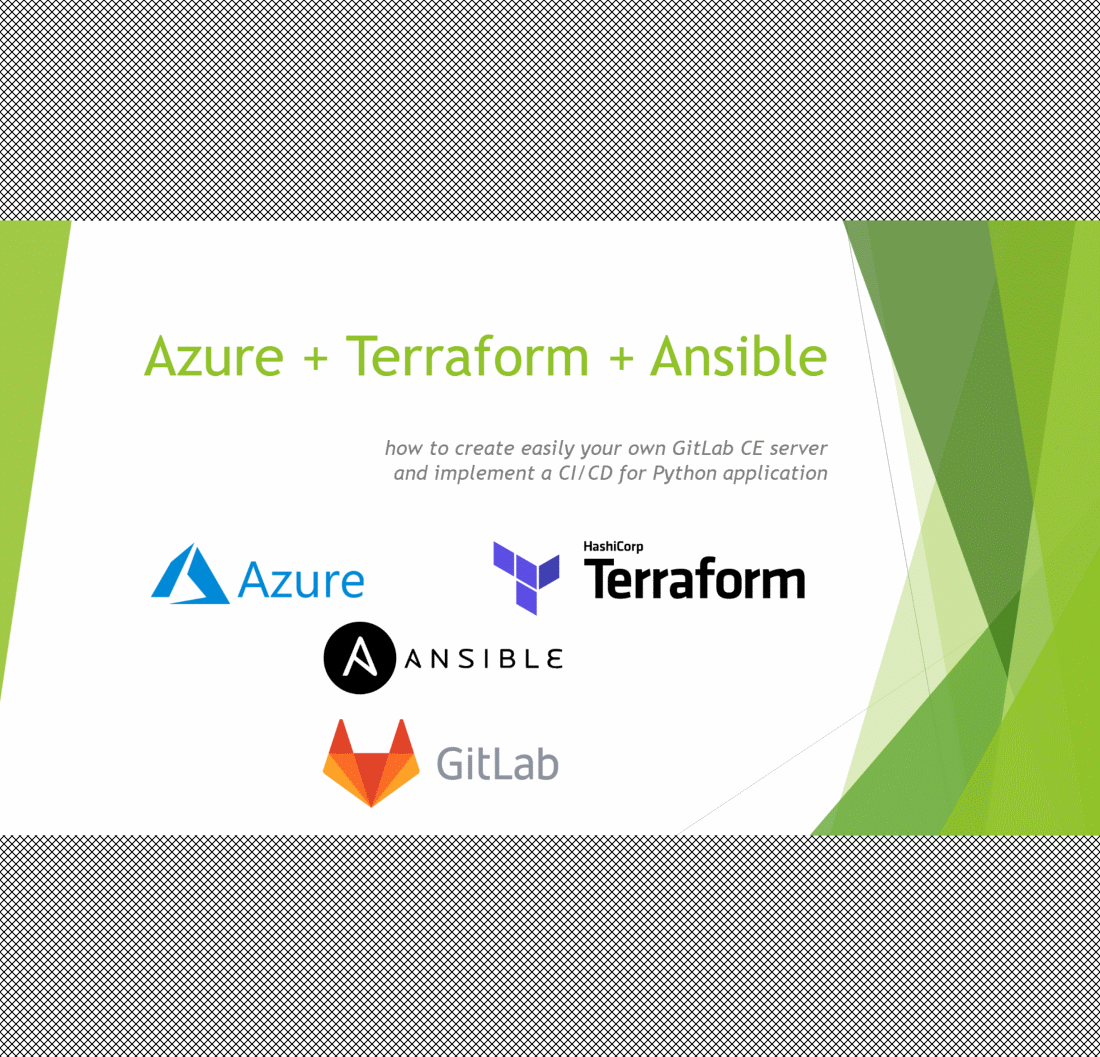 Azure + Terraform + Ansible
how to create easily your own GitLab CE server
and implement a CI/CD for Python application
Azure
HashiCorp
Terraform
ANSIBLE
GitLab